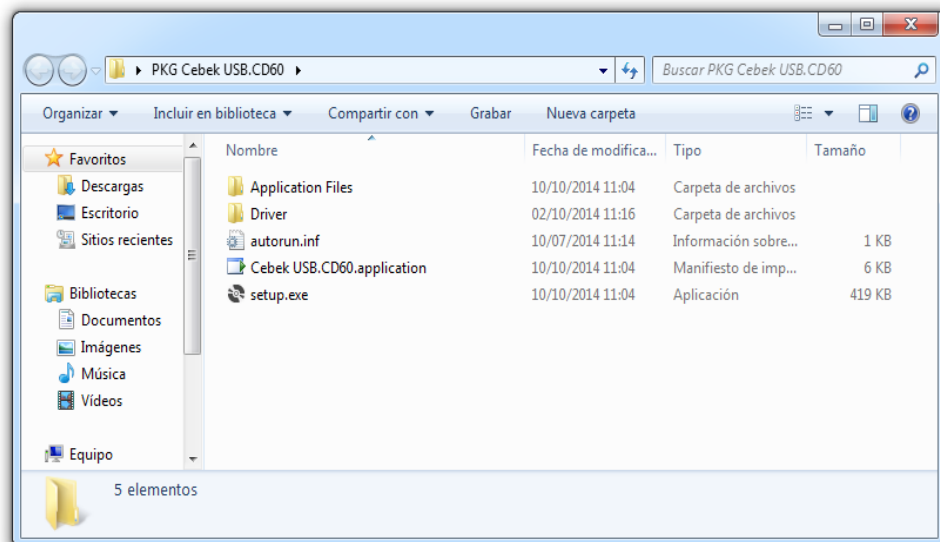 PKG Cebek USB.CD60
Buscar PKG Cebek USB.CD60
Organizar Incluir en biblioteca Compartir con Grabar Nueva carpeta
Favoritos
Descargas
Escritorio
Sitios recientes
Bibliotecas
Documentos
Imágenes
Música
Vídeos
Equipo
Nombre Fecha de modifica... Tipo Tamaño
Application Files 10/10/2014 11:04 Carpeta de archivos
Driver 02/10/2014 11:16 Carpeta de archivos
autorun.inf 10/07/2014 11:14 Información sobre... 1 KB
Cebek USB.CD60.application 10/10/2014 11:04 Manifiesto de imp... 6 KB
setup.exe 10/10/2014 11:04 Aplicación 419 KB
5 elementos